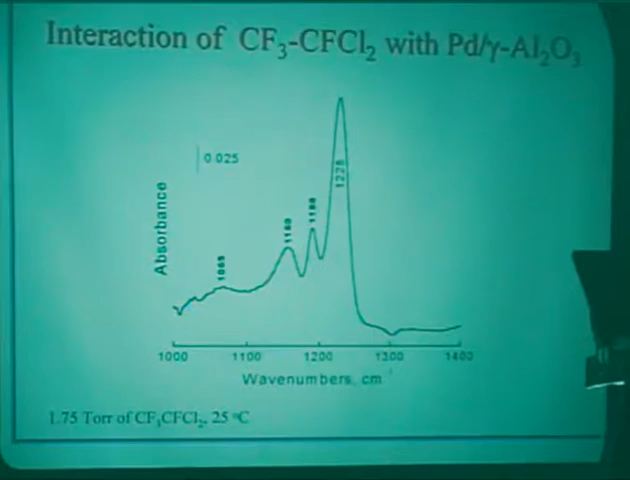 Interaction of CF₃-CFCl₂ with Pd/γ-Al₂O₃
0.025
1228
1188
1160
1065
Absorbance
1000 1100 1200 1300 1400
Wavenumbers, cm⁻
1.75 Torr of CF₃CFCl₂, 25 °C